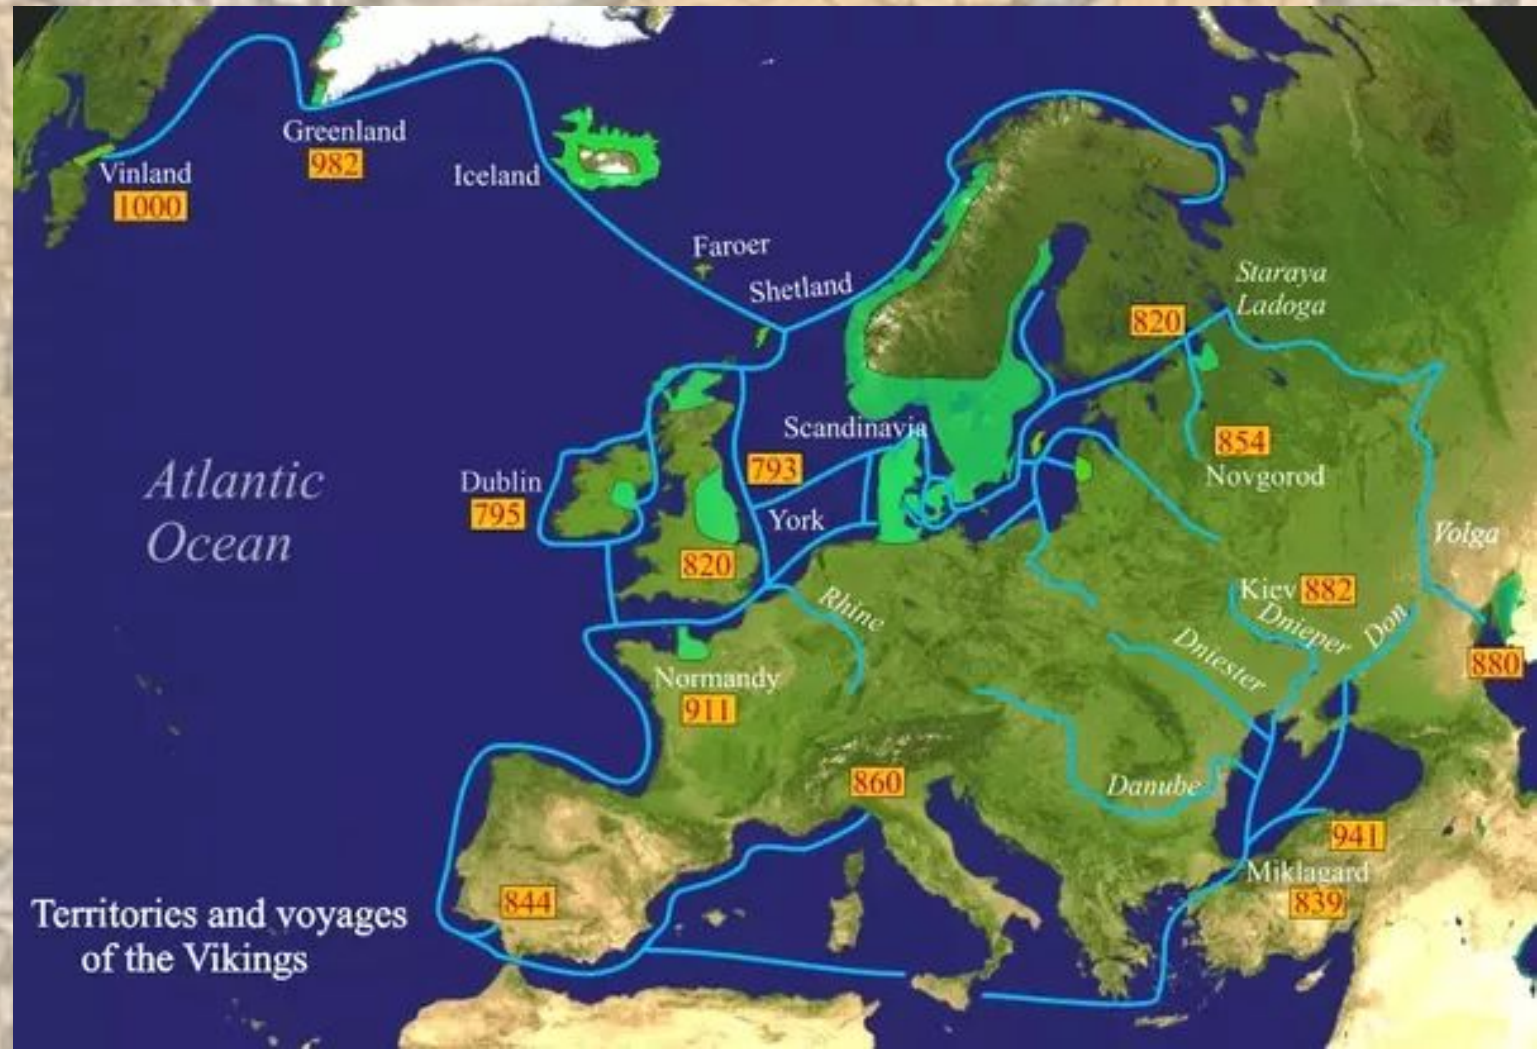 Greenland
982
Vinland
1000
Iceland
Faroer
Shetland
Staraya
Ladoga
820
Scandinavia
793
854
Novgorod
Dublin
795
York
Atlantic
Ocean
820
Volga
Kiev 882
Rhine
Dnieper
Don
Dniester
880
Normandy
911
860
Danube
941
Miklagard
839
844
Territories and voyages
of the Vikings